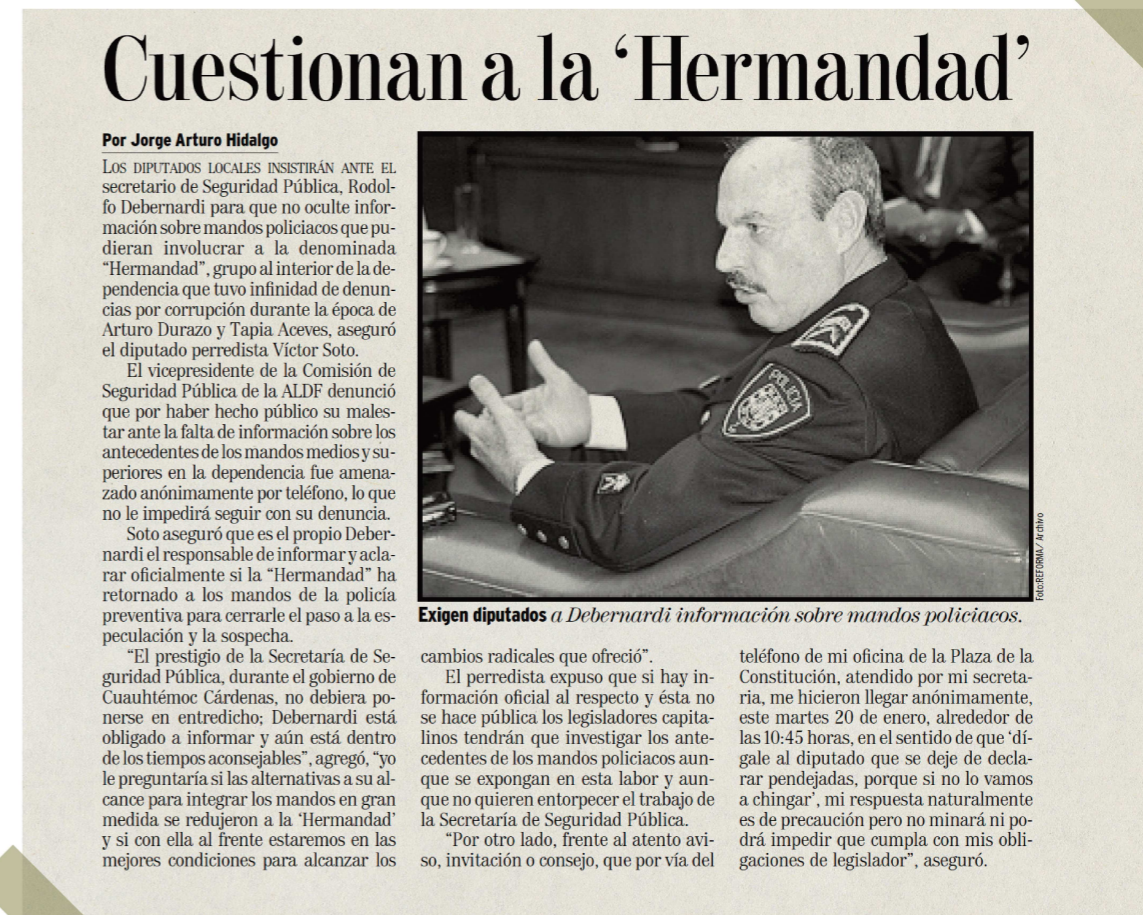 Cuestionan a la ‘Hermandad’
Por Jorge Arturo Hidalgo
LOS DIPUTADOS LOCALES INSISTIRÁN ANTE EL
secretario de Seguridad Pública, Rodol-
fo Debernardi para que no oculte infor-
mación sobre mandos policiacos que pu-
dieran involucrar a la denominada
“Hermandad”, grupo al interior de la de-
pendencia que tuvo infinidad de denun-
cias por corrupción durante la época de
Arturo Durazo y Tapia Aceves, aseguró
el diputado perredista Víctor Soto.
El vicepresidente de la Comisión de
Seguridad Pública de la ALDF denunció
que por haber hecho público su males-
tar ante la falta de información sobre los
antecedentes de los mandos medios y su-
periores en la dependencia fue amena-
zado anónimamente por teléfono, lo que
no le impedirá seguir con su denuncia.
Soto aseguró que es el propio Deber-
nardi el responsable de informar y acla-
rar oficialmente si la “Hermandad” ha
retornado a los mandos de la policía
preventiva para cerrarle el paso a la es-
peculación y la sospecha.
“El prestigio de la Secretaría de Se-
guridad Pública, durante el gobierno de
Cuauhtémoc Cárdenas, no debiera po-
nerse en entredicho; Debernardi está
obligado a informar y aún está dentro
de los tiempos aconsejables”, agregó, “yo
le preguntaría si las alternativas a su al-
cance para integrar los mandos en gran
medida se redujeron a la ‘Hermandad’
y si con ella al frente estaremos en las
mejores condiciones para alcanzar los
POLICIA
Foto:REFORMA/ Archivo
Exigen diputados a Debernardi información sobre mandos policiacos.
cambios radicales que ofreció”.
El perredista expuso que si hay in-
formación oficial al respecto y ésta no
se hace pública los legisladores capita-
linos tendrán que investigar los ante-
cedentes de los mandos policiacos aun-
que se expongan en esta labor y aun-
que no quieren entorpecer el trabajo de
la Secretaría de Seguridad Pública.
“Por otro lado, frente al atento avi-
so, invitación o consejo, que por vía del
teléfono de mi oficina de la Plaza de la
Constitución, atendido por mi secreta-
ria, me hicieron llegar anónimamente,
este martes 20 de enero, alrededor de
las 10:45 horas, en el sentido de que ‘dí-
gale al diputado que se deje de decla-
rar pendejadas, porque si no lo vamos
a chingar’, mi respuesta naturalmente
es de precaución pero no minará ni po-
drá impedir que cumpla con mis obli-
gaciones de legislador”, aseguró.